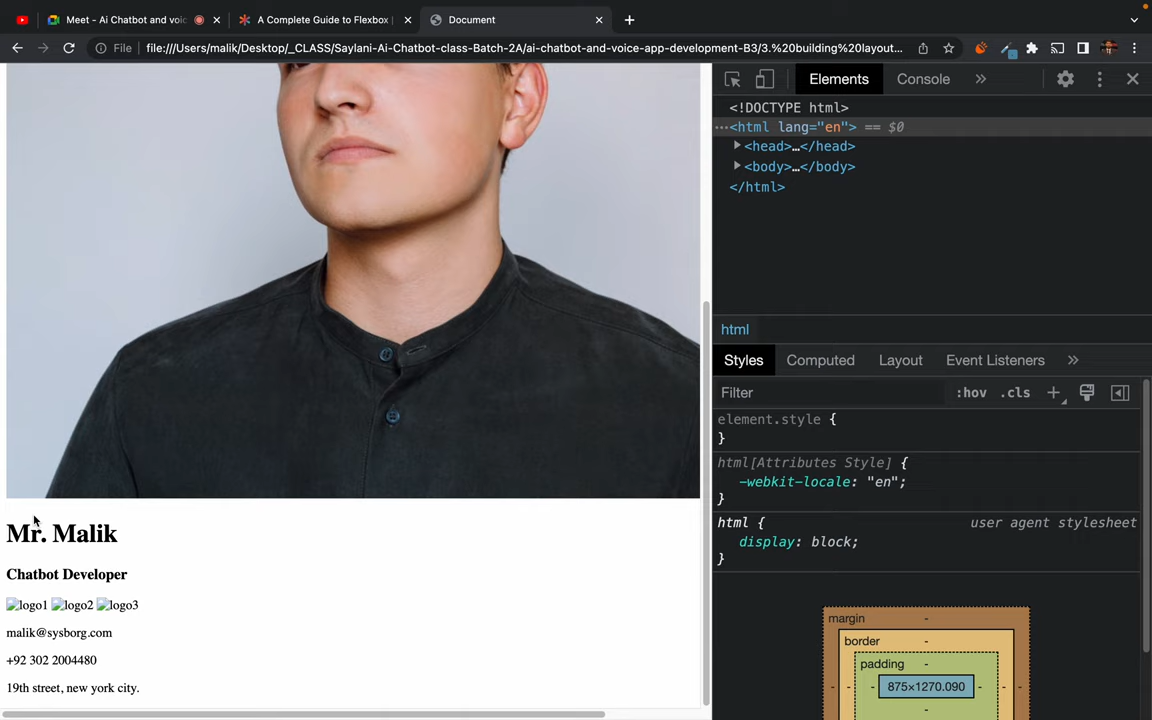 Meet - Ai Chatbot and voic
A Complete Guide to Flexbox |
Document
File
file:///Users/malik/Desktop/_CLASS/Saylani-Ai-Chatbot-class-Batch-2A/ai-chatbot-and-voice-app-development-B3/3.%20building%20layout...
Elements
Console
<!DOCTYPE html>
...<html lang="en"> == $0
<head>...</head>
<body>...</body>
</html>
html
Styles
Computed
Layout
Event Listeners
Filter
:hov
.cls
element.style {
}
html[Attributes Style] {
-webkit-locale: "en";
}
html {
user agent stylesheet
display: block;
}
margin
-
border
-
padding
-
- - - 875×1270.090 - - -
-
Mr. Malik
Chatbot Developer
logo1 logo2 logo3
malik@sysborg.com
+92 302 2004480
19th street, new york city.